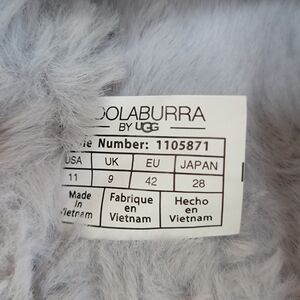 OOLABURRA
BY UGG
le Number: 1105871
USA UK EU JAPAN
11 9 42 28
Made Fabrique Hecho
in en en
Vietnam Vietnam Vietnam